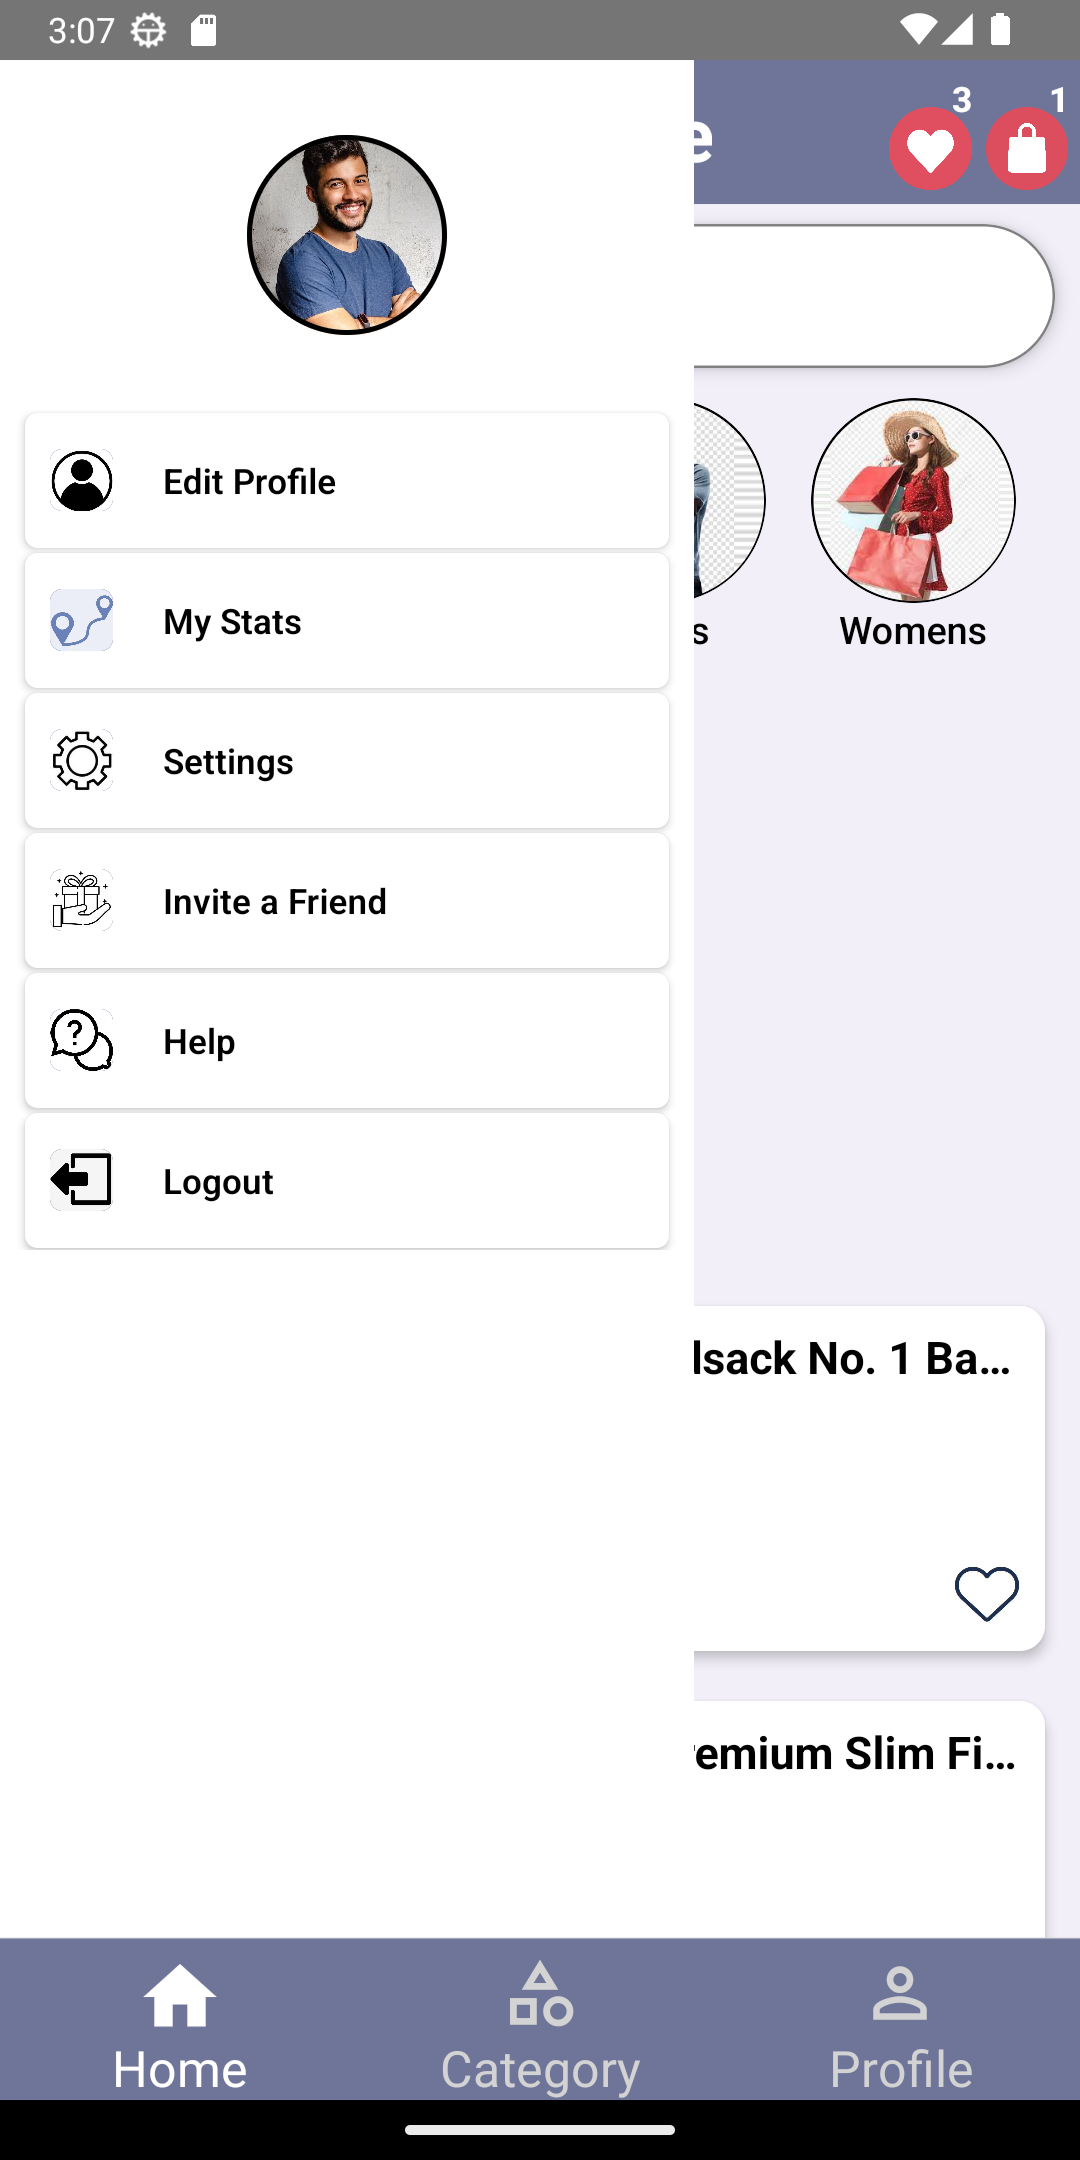 3:07
e
3
1
Edit Profile
s
Womens
My Stats
Settings
Invite a Friend
Help
Logout
lsack No. 1 Ba...
remium Slim Fi...
Home
Category
Profile